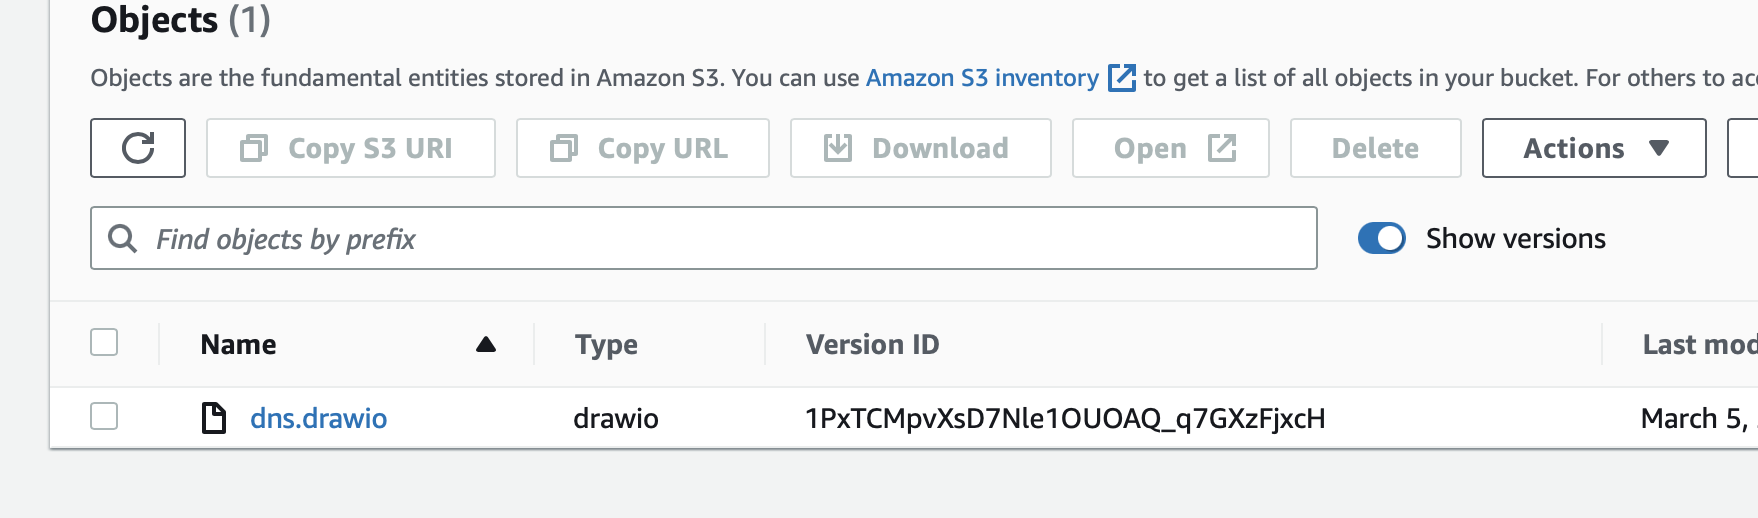 Objects (1)
Objects are the fundamental entities stored in Amazon S3. You can use Amazon S3 inventory to get a list of all objects in your bucket. For others to
Copy S3 URI Copy URL Download Open Delete Actions
Find objects by prefix Show versions
Name Type Version ID Last
dns.drawio drawio 1PxTCMpvXsD7Nle1OUOAQ_q7GXzFjxcH March 5,